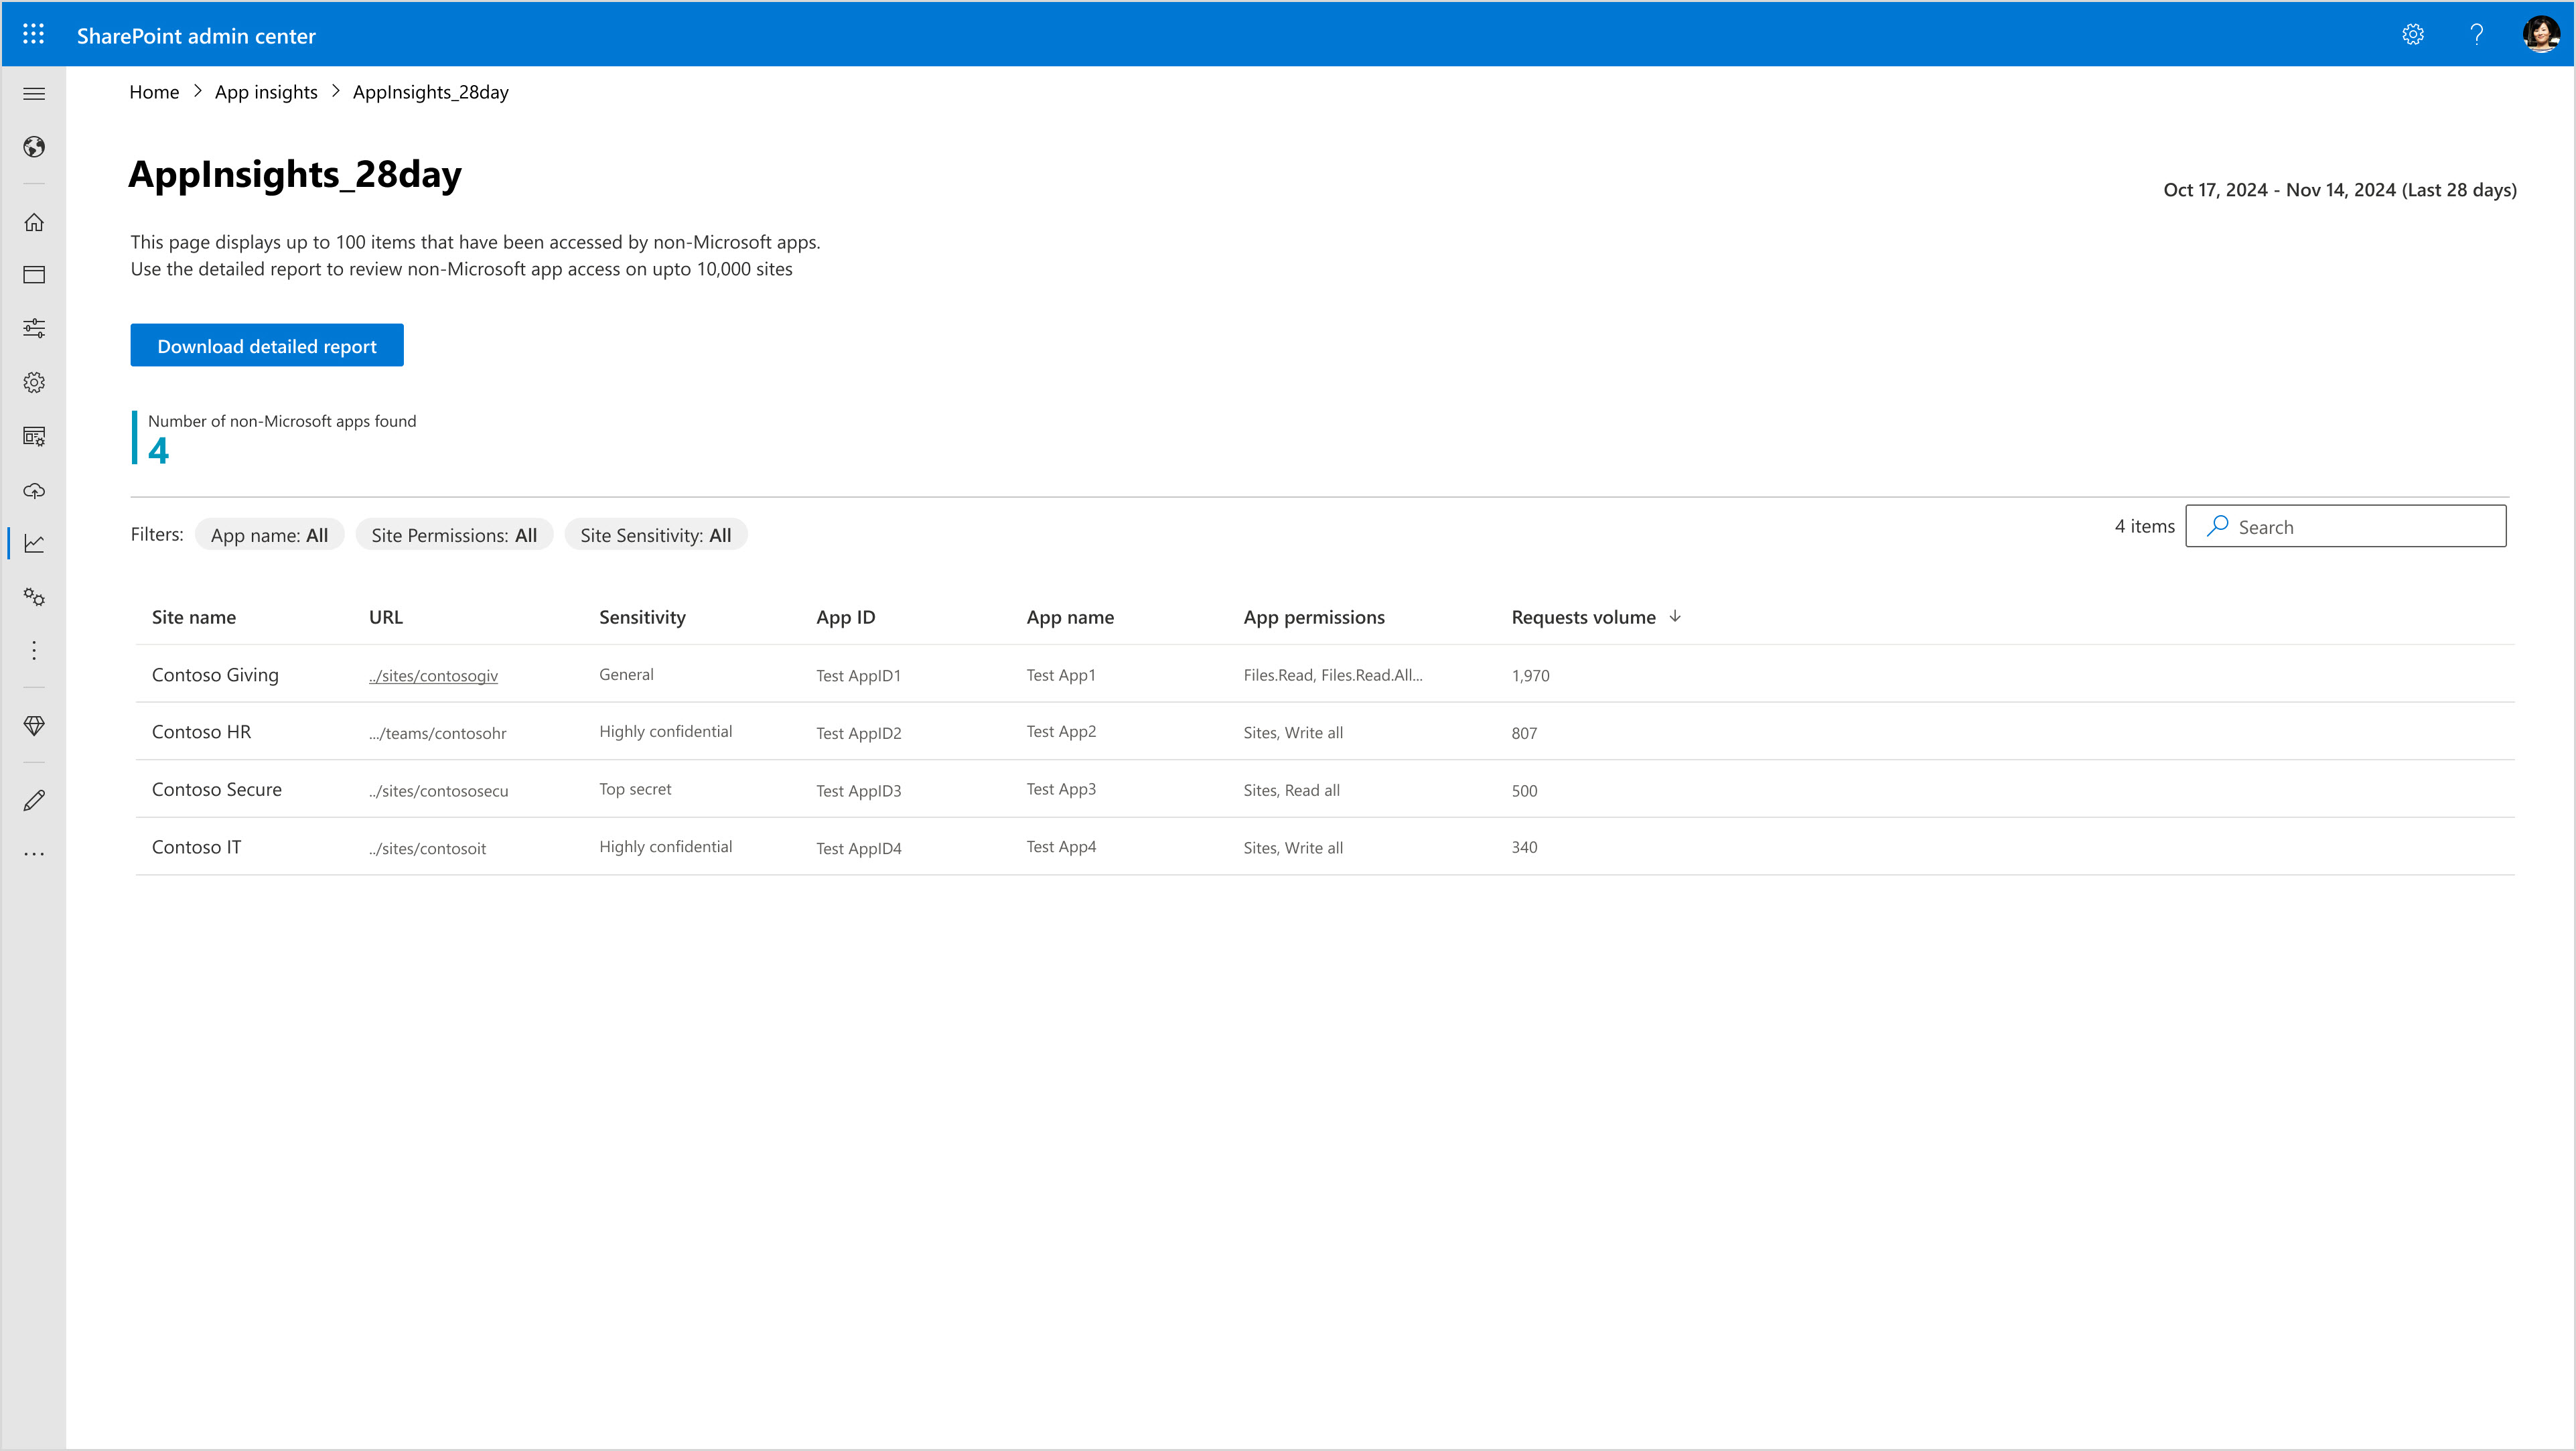 SharePoint admin center
Home > App insights > AppInsights_28day
AppInsights_28day
Oct 17, 2024 - Nov 14, 2024 (Last 28 days)
This page displays up to 100 items that have been accessed by non-Microsoft apps.
Use the detailed report to review non-Microsoft app access on upto 10,000 sites
Download detailed report
Number of non-Microsoft apps found
4
Filters: App name: All Site Permissions: All Site Sensitivity: All 4 items Search
Site name URL Sensitivity App ID App name App permissions Requests volume ↓
Contoso Giving ../sites/contosogiv General Test AppID1 Test App1 Files.Read, Files.Read.All... 1,970
Contoso HR .../teams/contosohr Highly confidential Test AppID2 Test App2 Sites, Write all 807
Contoso Secure ../sites/contososecu Top secret Test AppID3 Test App3 Sites, Read all 500
Contoso IT ../sites/contosoit Highly confidential Test AppID4 Test App4 Sites, Write all 340